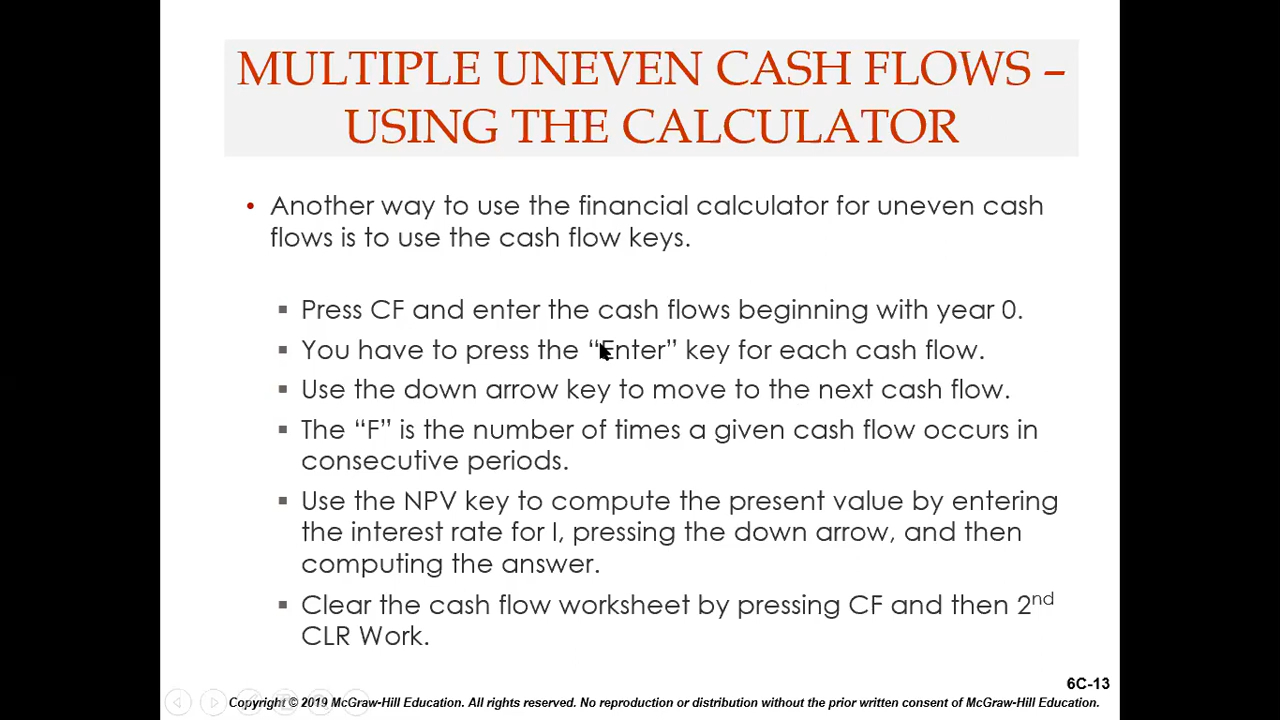 MULTIPLE UNEVEN CASH FLOWS –
USING THE CALCULATOR
• Another way to use the financial calculator for uneven cash
flows is to use the cash flow keys.
▪ Press CF and enter the cash flows beginning with year 0.
▪ You have to press the “Enter” key for each cash flow.
▪ Use the down arrow key to move to the next cash flow.
▪ The “F” is the number of times a given cash flow occurs in
consecutive periods.
▪ Use the NPV key to compute the present value by entering
the interest rate for I, pressing the down arrow, and then
computing the answer.
▪ Clear the cash flow worksheet by pressing CF and then 2nd
CLR Work.
6C-13
Copyright © 2019 McGraw-Hill Education. All rights reserved. No reproduction or distribution without the prior written consent of McGraw-Hill Education.